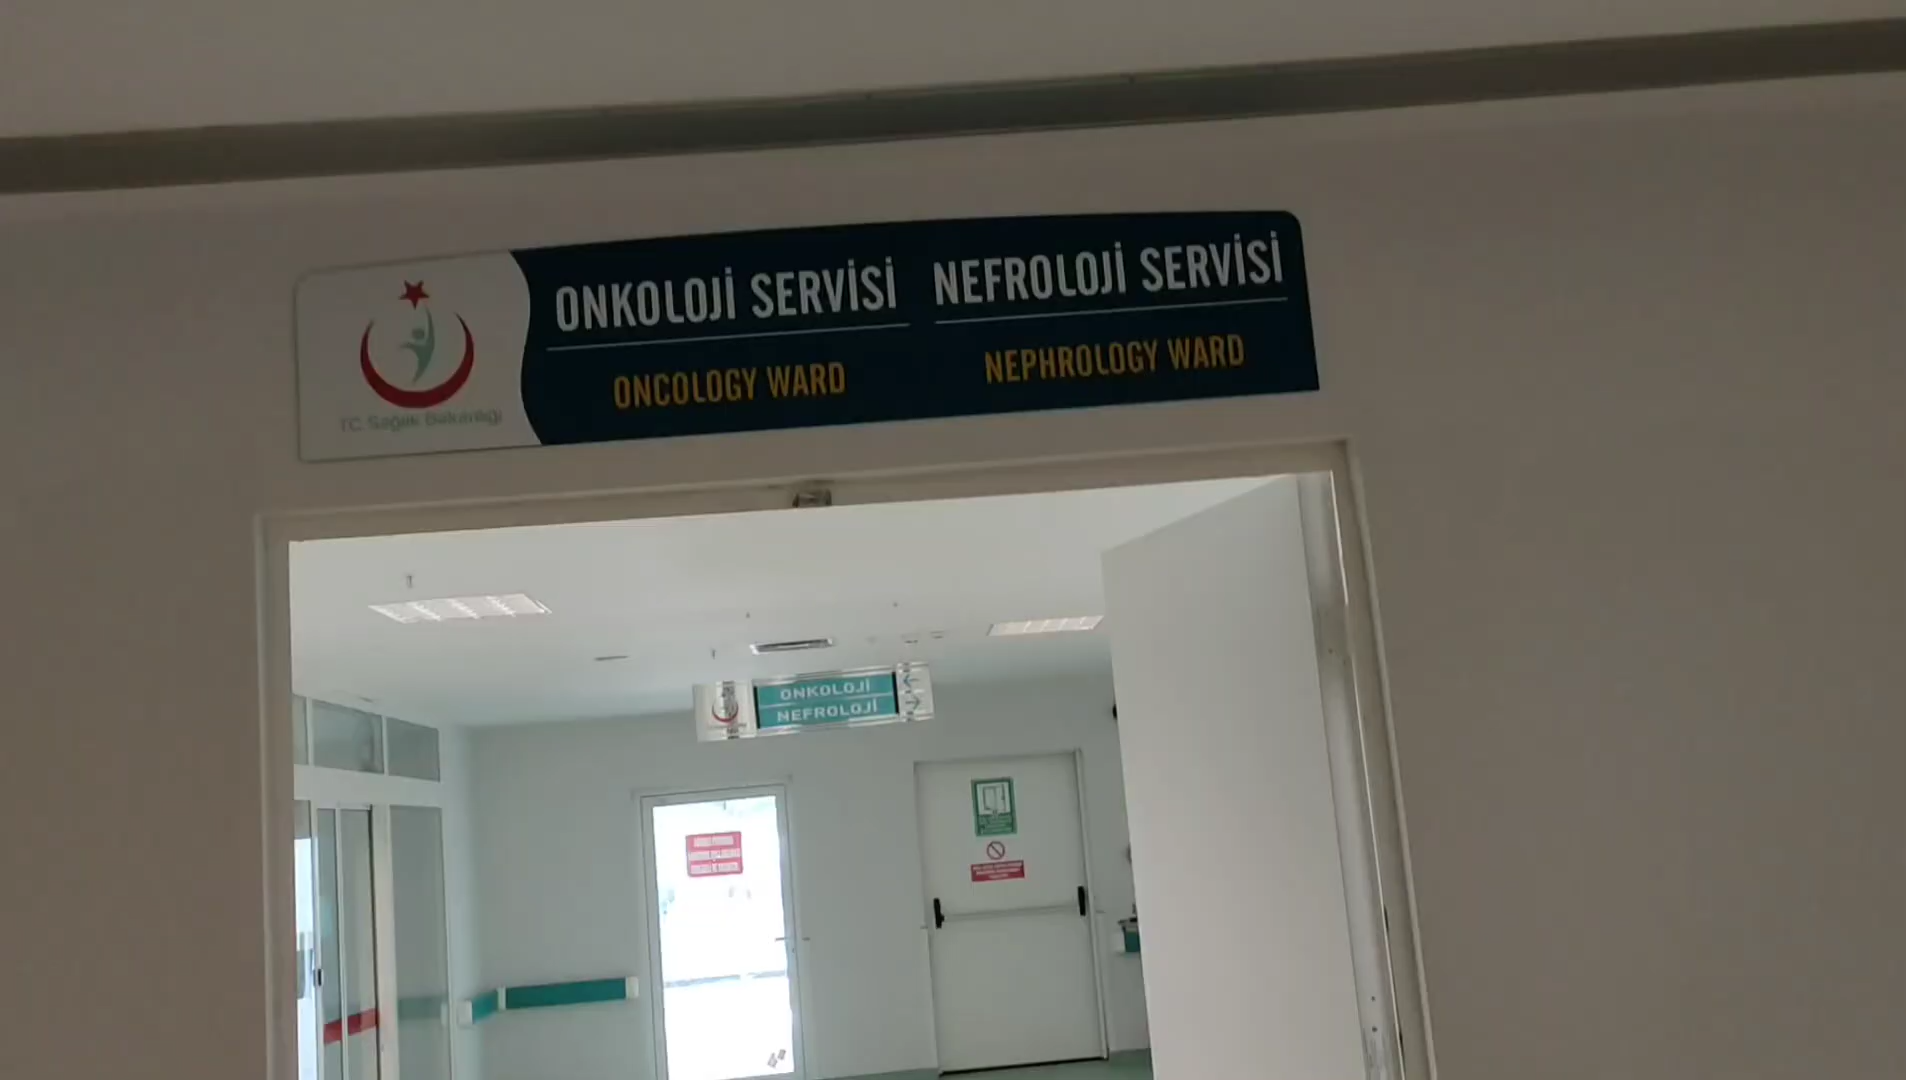 ONKOLOJİ SERVİSİ
ONCOLOGY WARD
NEFROLOJİ SERVİSİ
NEPHROLOGY WARD
T.C. Sağlık Bakanlığı
ONKOLOJİ
NEFROLOJİ